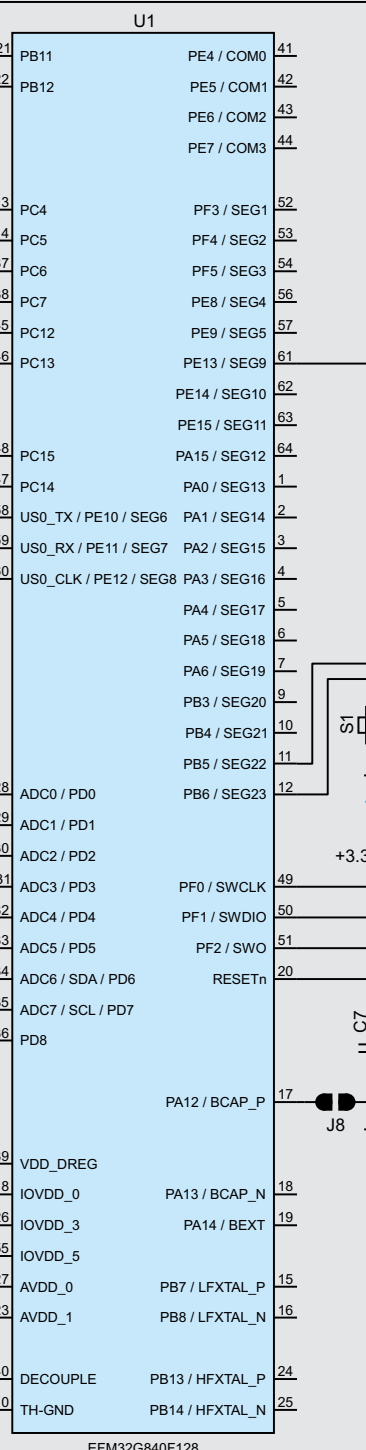 U1
PB11 PE4 / COM0 41
PB12 PE5 / COM1 42
PE6 / COM2 43
PE7 / COM3 44
PC4 PF3 / SEG1 52
PC5 PF4 / SEG2 53
PC6 PF5 / SEG3 54
PC7 PE8 / SEG4 56
PC12 PE9 / SEG5 57
PC13 PE13 / SEG9 61
PE14 / SEG10 62
PE15 / SEG11 63
PC15 PA15 / SEG12 64
PC14 PA0 / SEG13 1
US0_TX / PE10 / SEG6 PA1 / SEG14 2
US0_RX / PE11 / SEG7 PA2 / SEG15 3
US0_CLK / PE12 / SEG8 PA3 / SEG16 4
PA4 / SEG17 5
PA5 / SEG18 6
PA6 / SEG19 7
PB3 / SEG20 9
PB4 / SEG21 10
S1
PB5 / SEG22 11
ADC0 / PD0 PB6 / SEG23 12
ADC1 / PD1
ADC2 / PD2 +3.3
ADC3 / PD3 PF0 / SWCLK 49
ADC4 / PD4 PF1 / SWDIO 50
ADC5 / PD5 PF2 / SWO 51
ADC6 / SDA / PD6 RESETn 20
ADC7 / SCL / PD7
PD8 C7
PA12 / BCAP_P 17
J8
VDD_DREG
IOVDD_0 PA13 / BCAP_N 18
IOVDD_3 PA14 / BEXT 19
IOVDD_5
AVDD_0 PB7 / LFXTAL_P 15
AVDD_1 PB8 / LFXTAL_N 16
DECOUPLE PB13 / HFXTAL_P 24
TH-GND PB14 / HFXTAL_N 25
EFM32G840F128